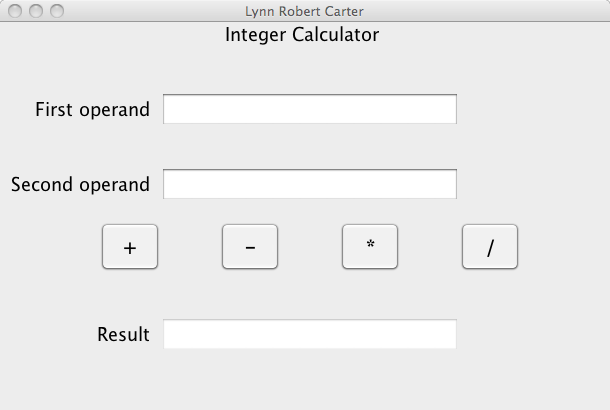 Lynn Robert Carter
Integer Calculator
First operand
Second operand
+ - * /
Result